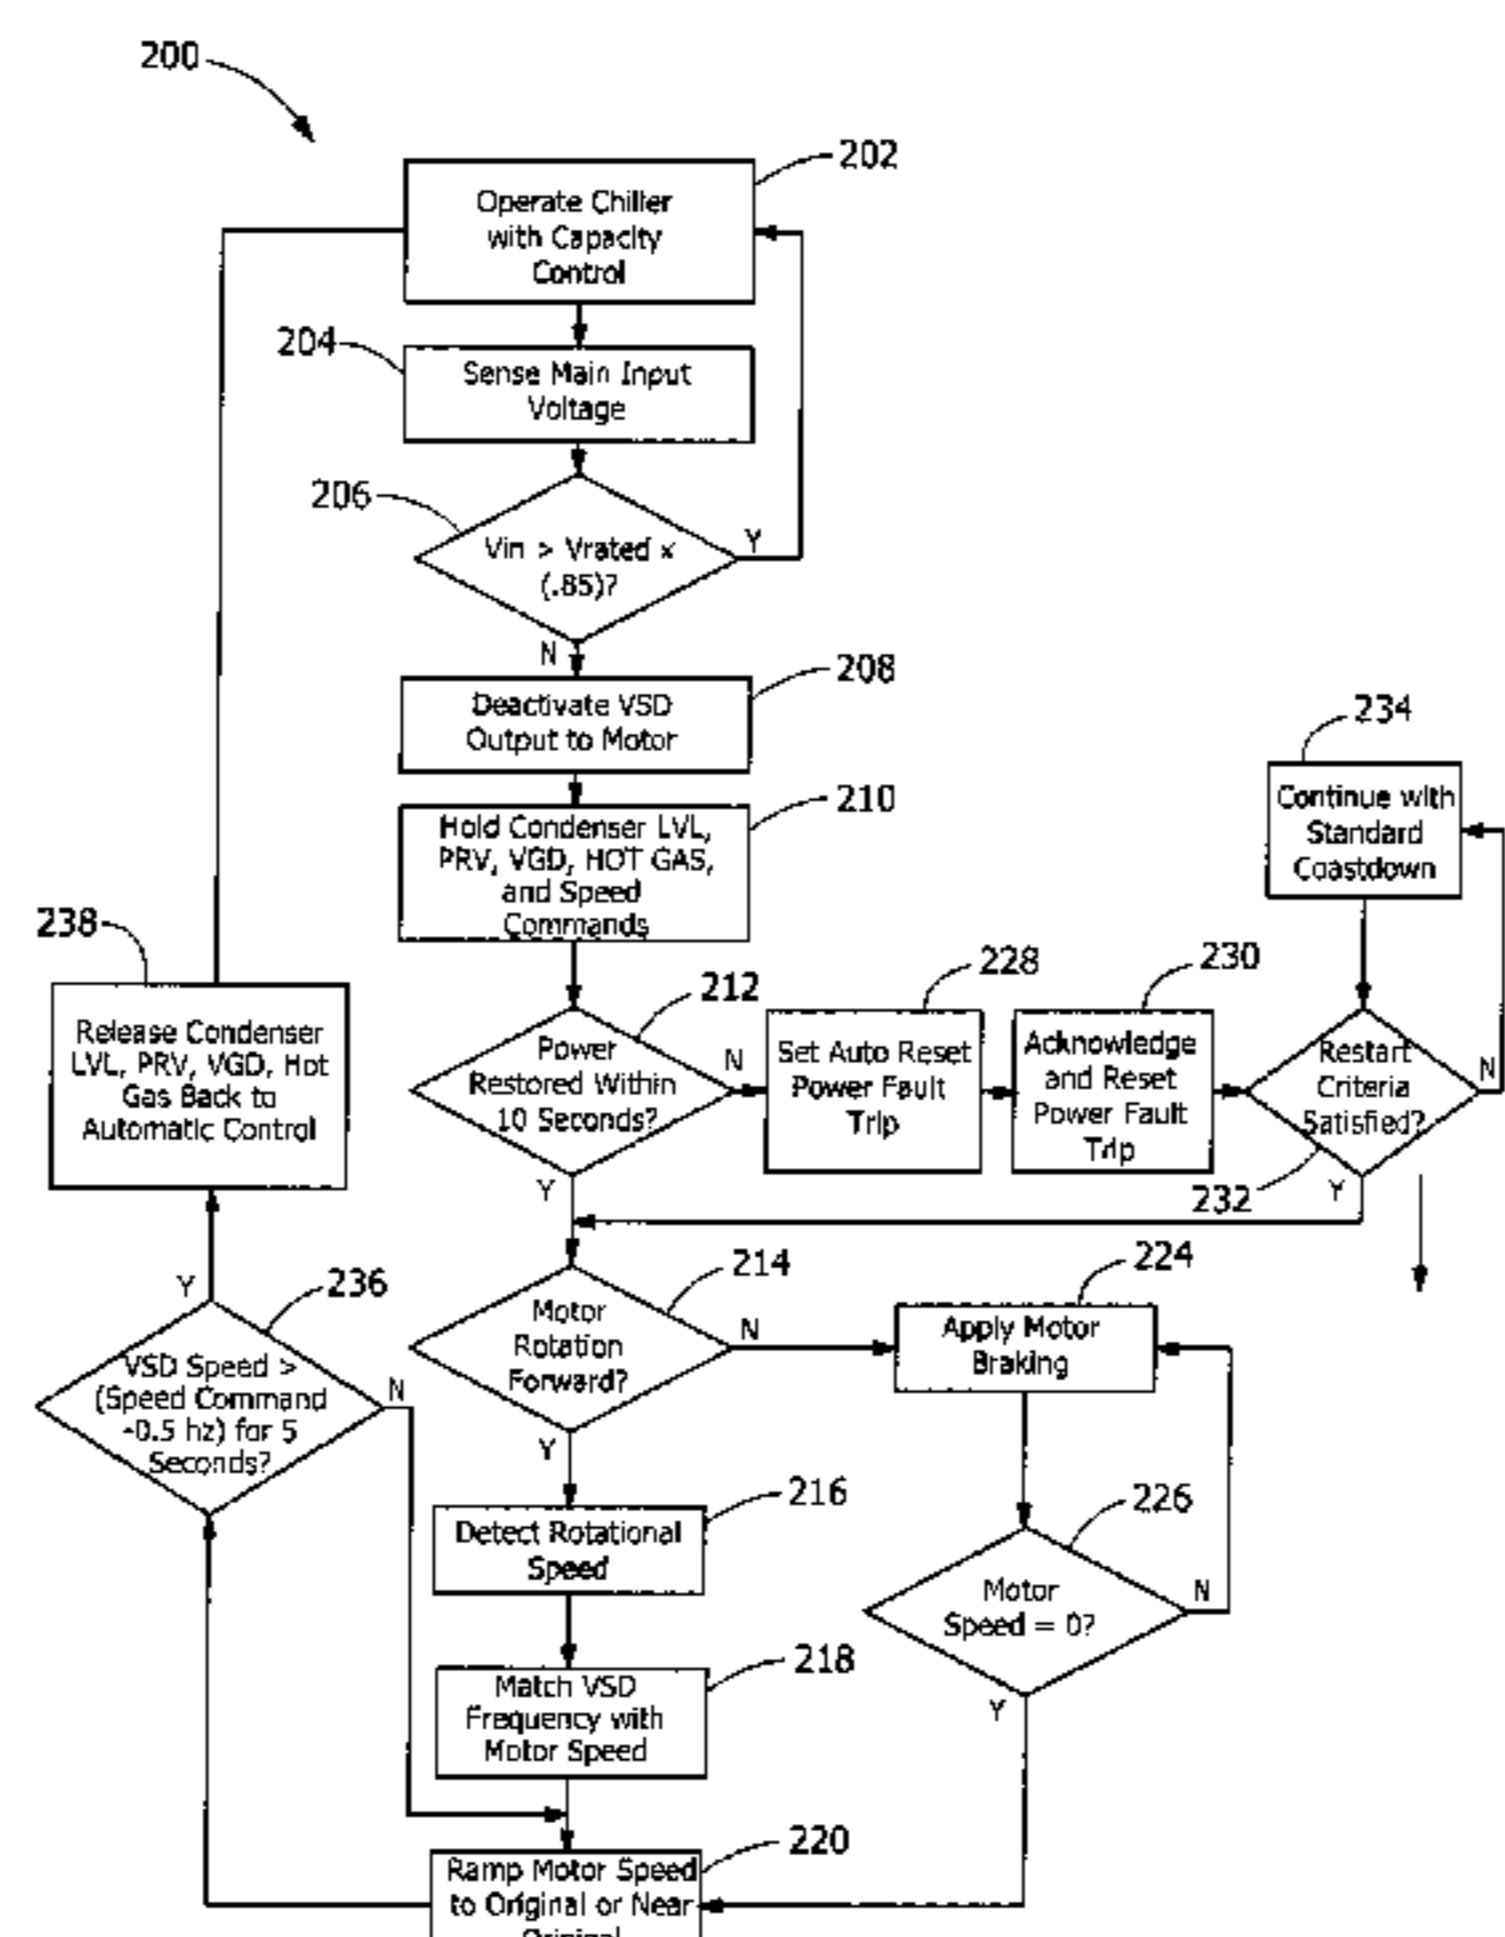 200
202
Operate Chiller
with Capacity
Control
204
Sense Main Input
Voltage
206
Vin > Vrated x
(.85)?
Y
N
208
Deactivate VSD
Output to Motor
210
Hold Condenser LVL,
PRV, VGD, HOT GAS,
and Speed
Commands
212
Power
Restored Within
10 Seconds?
N
Y
228
Set Auto Reset
Power Fault
Trip
230
Acknowledge
and Reset
Power Fault
Trip
234
Continue with
Standard
Coastdown
Restart
Criteria
Satisfied?
N
232
Y
238
Release Condenser
LVL, PRV, VGD, Hot
Gas Back to
Automatic Control
Y
236
VSD Speed >
(Speed Command
-0.5 hz) for 5
Seconds?
N
214
Motor
Rotation
Forward?
N
Y
224
Apply Motor
Braking
216
Detect Rotational
Speed
226
Motor
Speed = 0?
N
Y
218
Match VSD
Frequency with
Motor Speed
220
Ramp Motor Speed
to Original or Near
Original